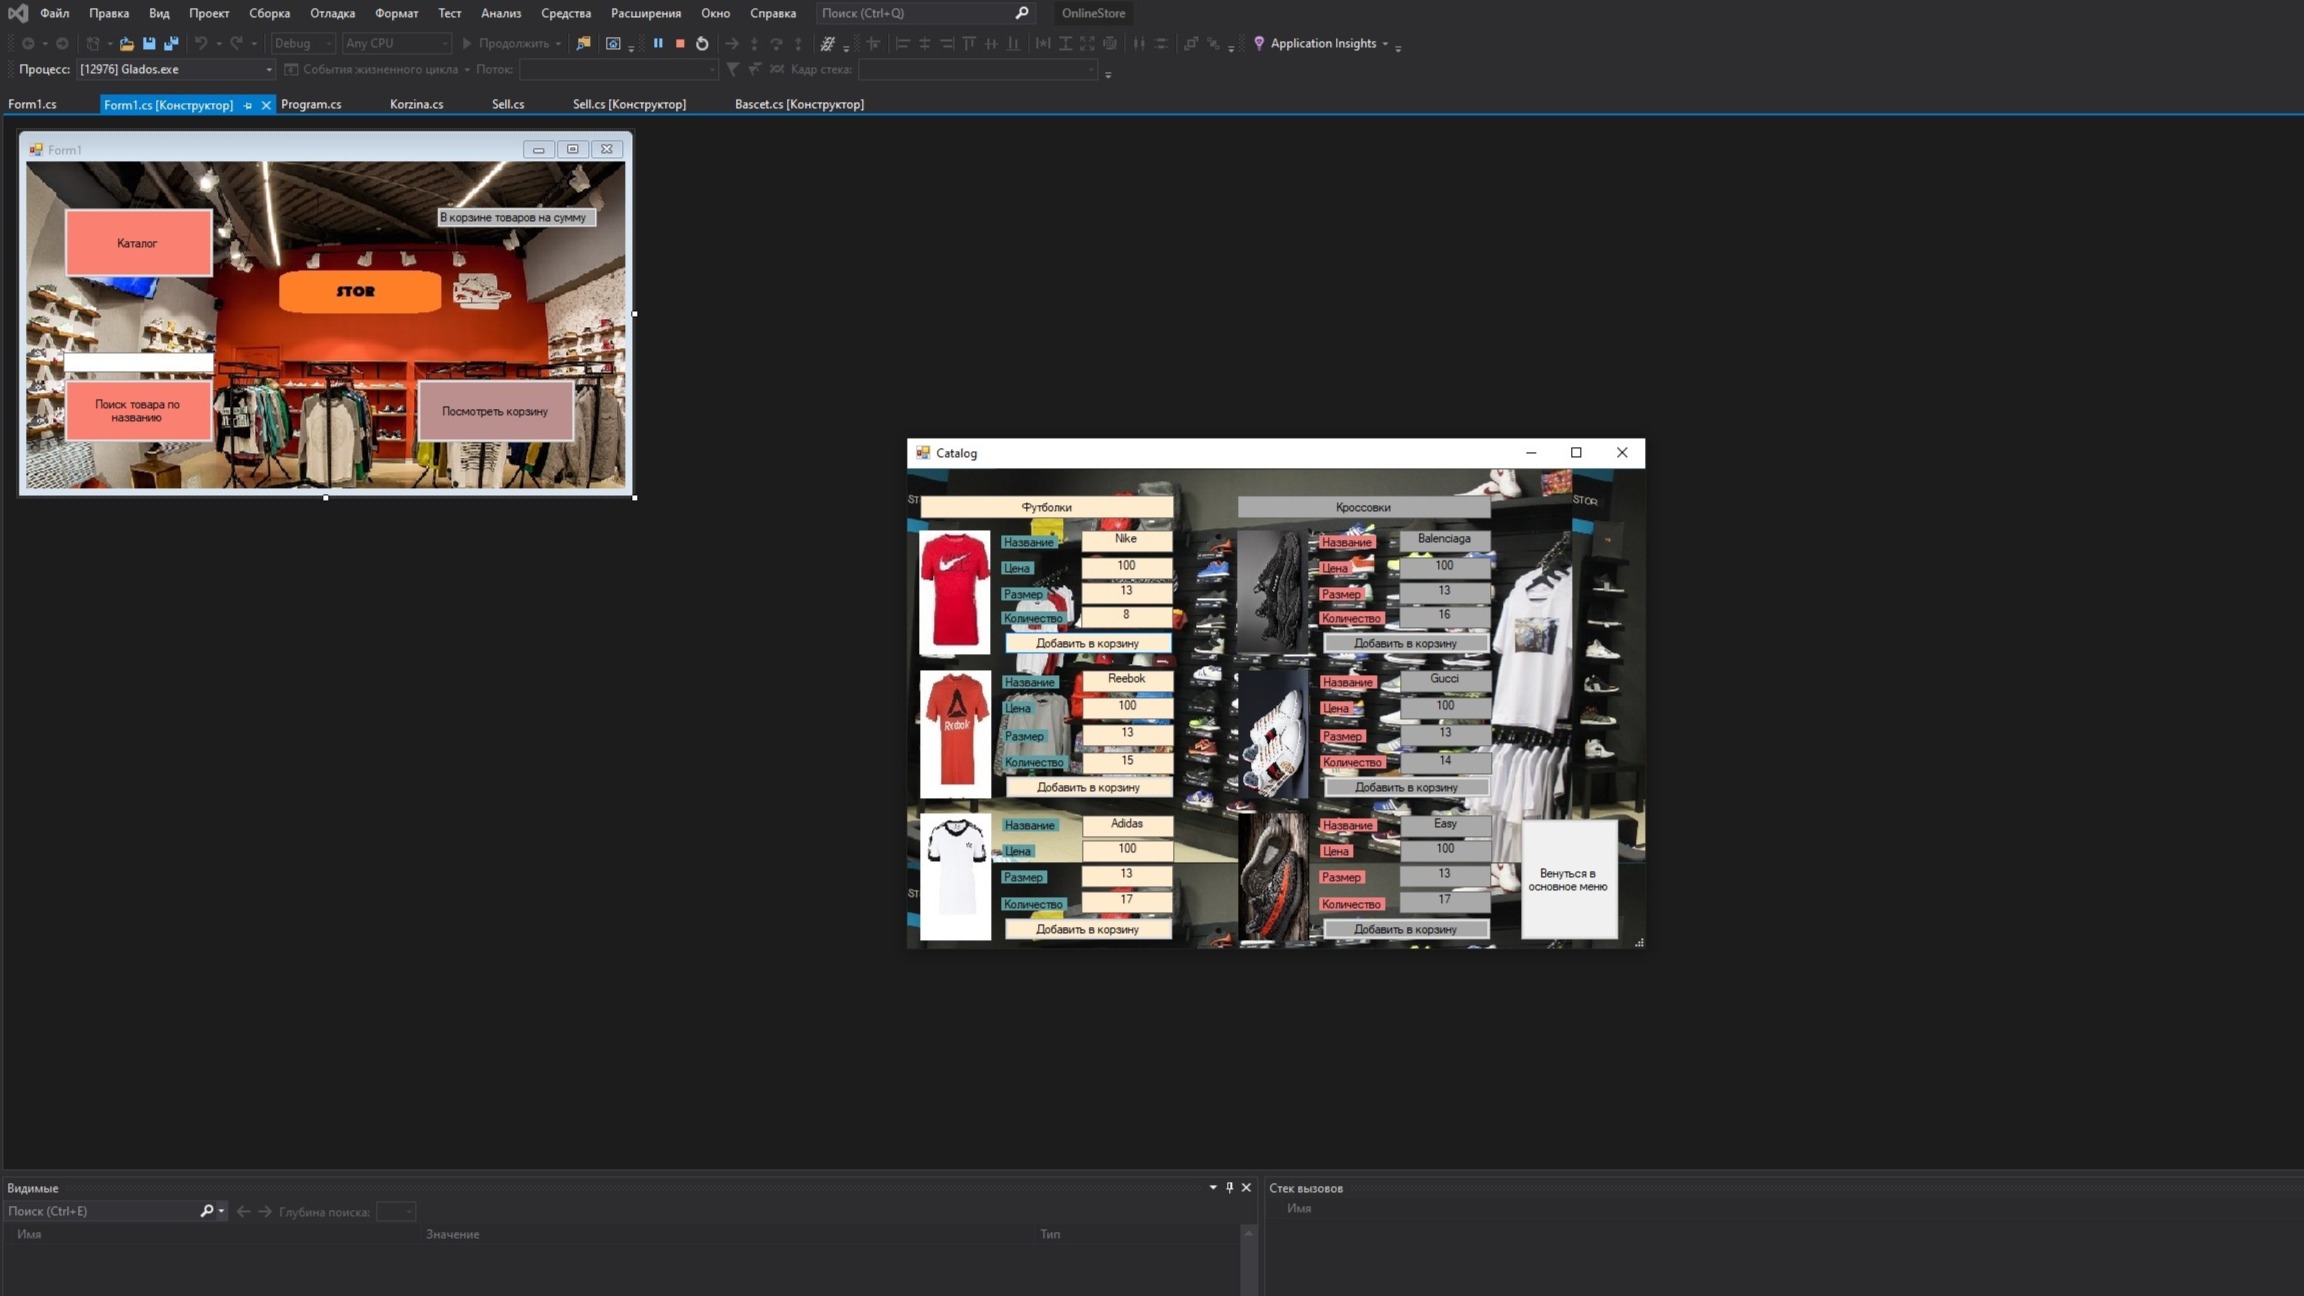 Файл Правка Вид Проект Сборка Отладка Формат Тест Анализ Средства Расширения Окно Справка Поиск (Ctrl+Q) OnlineStore
Debug Any CPU Продолжить Application Insights
Процесс: [12976] Glados.exe События жизненного цикла Поток: Кадр стека:
Form1.cs Form1.cs [Конструктор] Program.cs Korzina.cs Sell.cs Sell.cs [Конструктор] Bascet.cs [Конструктор]
Form1
В корзине товаров на сумму
Каталог
STOR
Поиск товара по
названию
Посмотреть корзину
Catalog
Футболки Кроссовки
STOR
Название Nike Название Balenciaga
Цена 100 Цена 100
Размер 13 Размер 13
Количество 8 Количество 16
Добавить в корзину Добавить в корзину
Название Reebok Название Gucci
Цена 100 Цена 100
Reebok
Размер 13 Размер 13
Количество 15 Количество 14
Добавить в корзину Добавить в корзину
Название Adidas Название Easy
Цена 100 Цена 100
Размер 13 Размер 13
Количество 17 Количество 17
Добавить в корзину Добавить в корзину
Венуться в
основное меню
Видимые
Поиск (Ctrl+E) Глубина поиска:
Имя Значение Тип
Стек вызовов
Имя